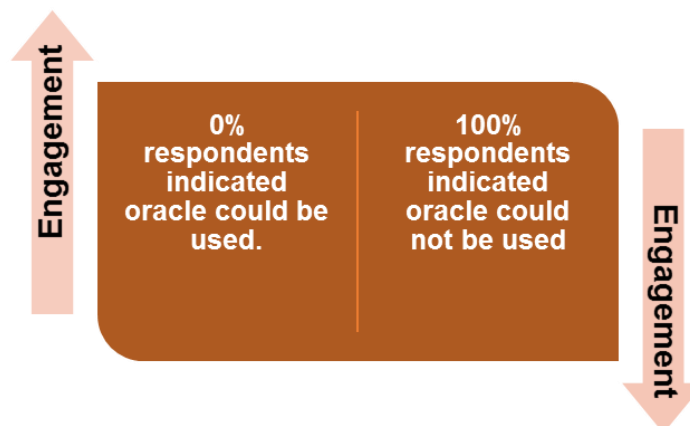 Engagement
0%
respondents
indicated
oracle could be
used.
100%
respondents
indicated
oracle could
not be used
Engagement